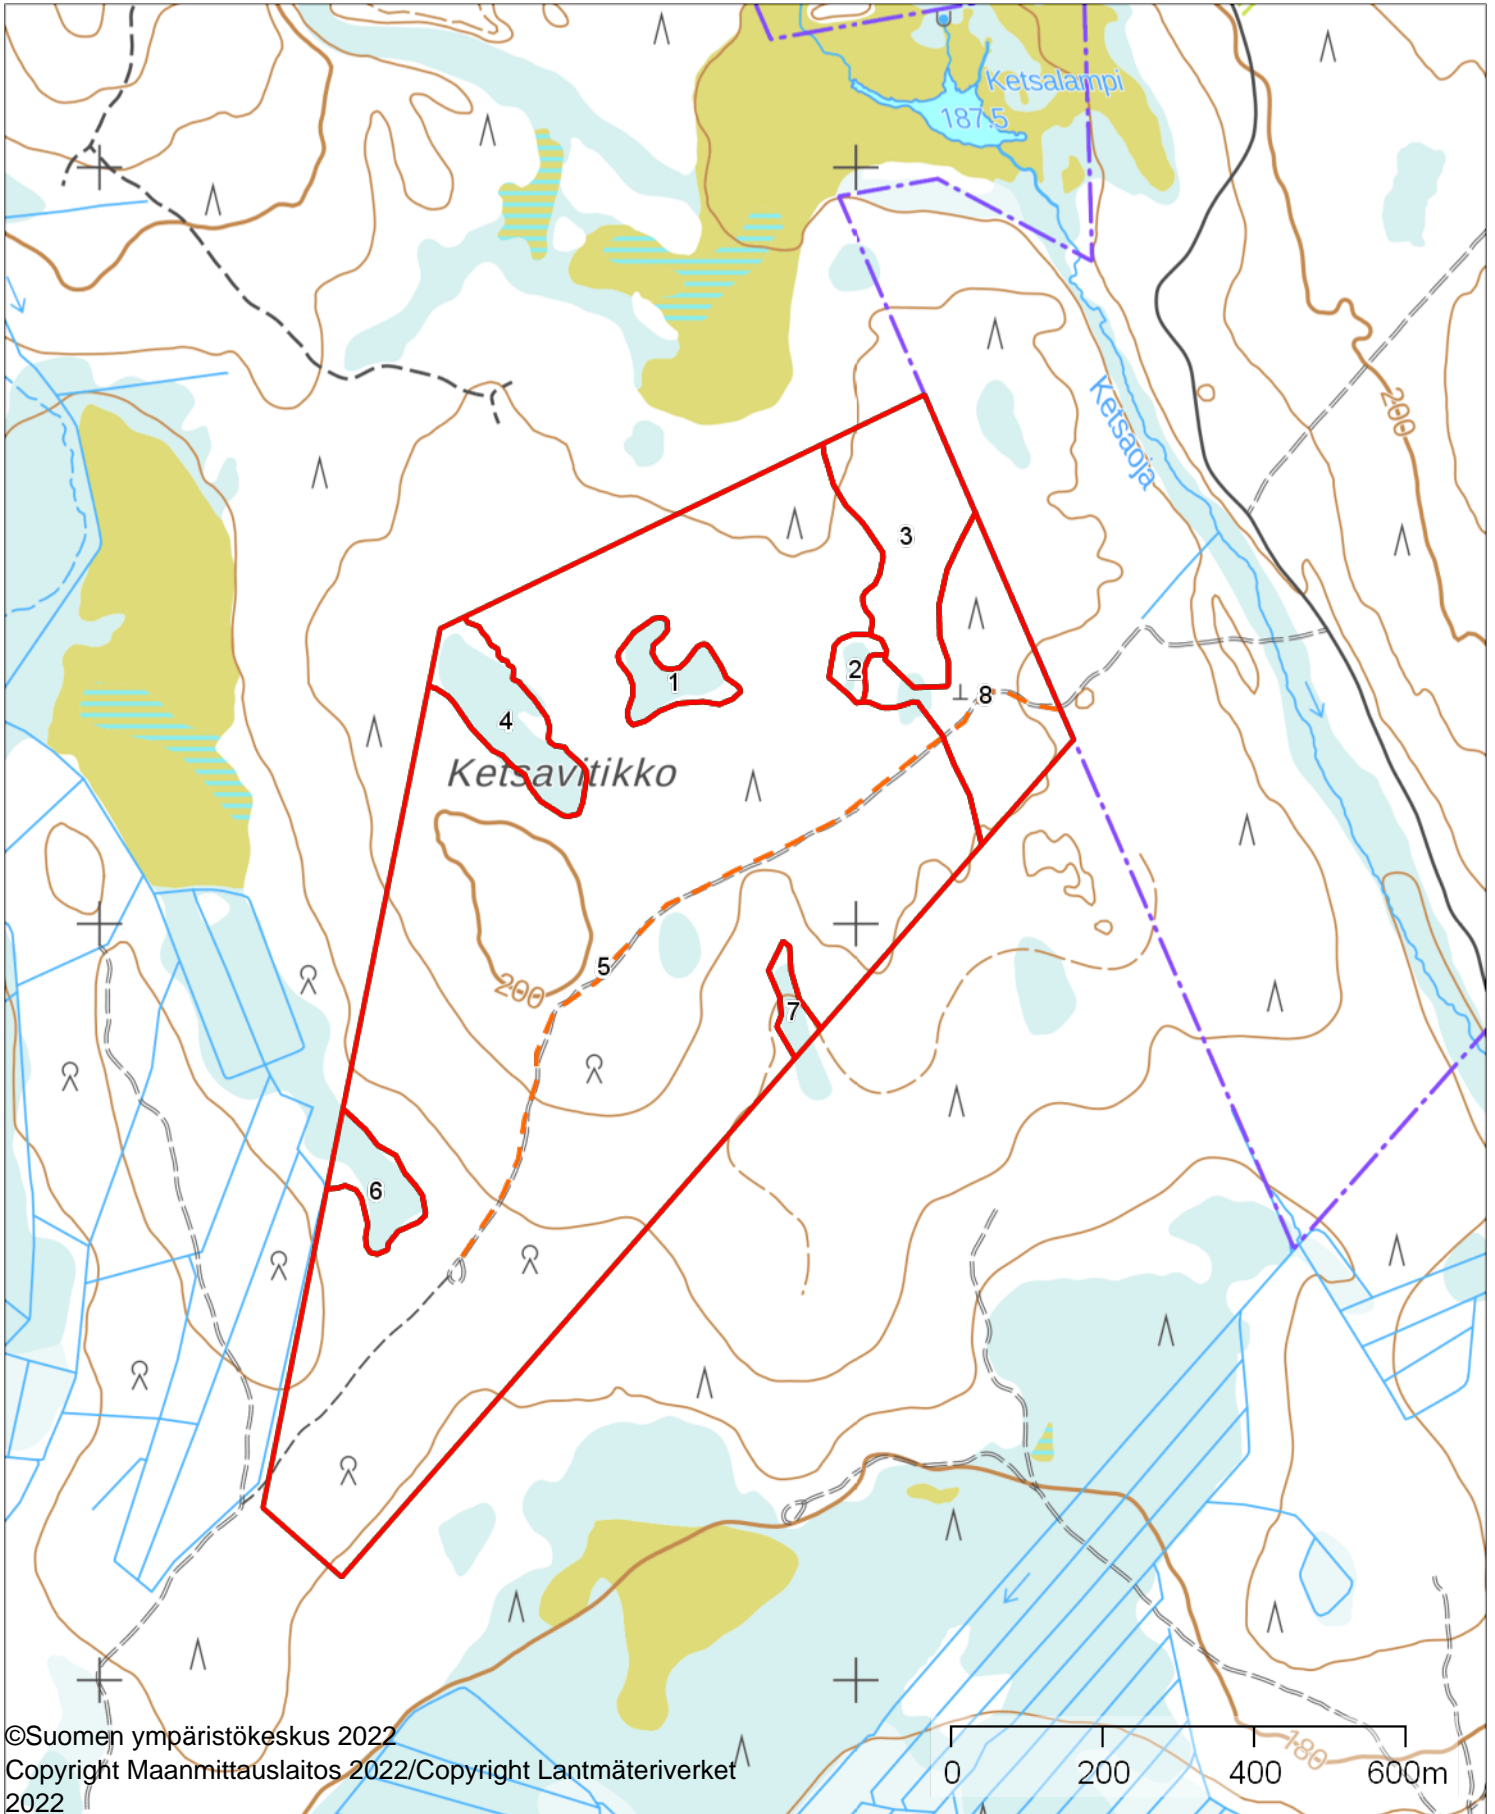 Ketsalampi
187.5
Ketsaoja
200
3
2
1
8
4
Ketsavitikko
5
200
7
6
180
©Suomen ympäristökeskus 2022
Copyright Maanmittauslaitos 2022/Copyright Lantmäteriverket
2022
0 200 400 600m